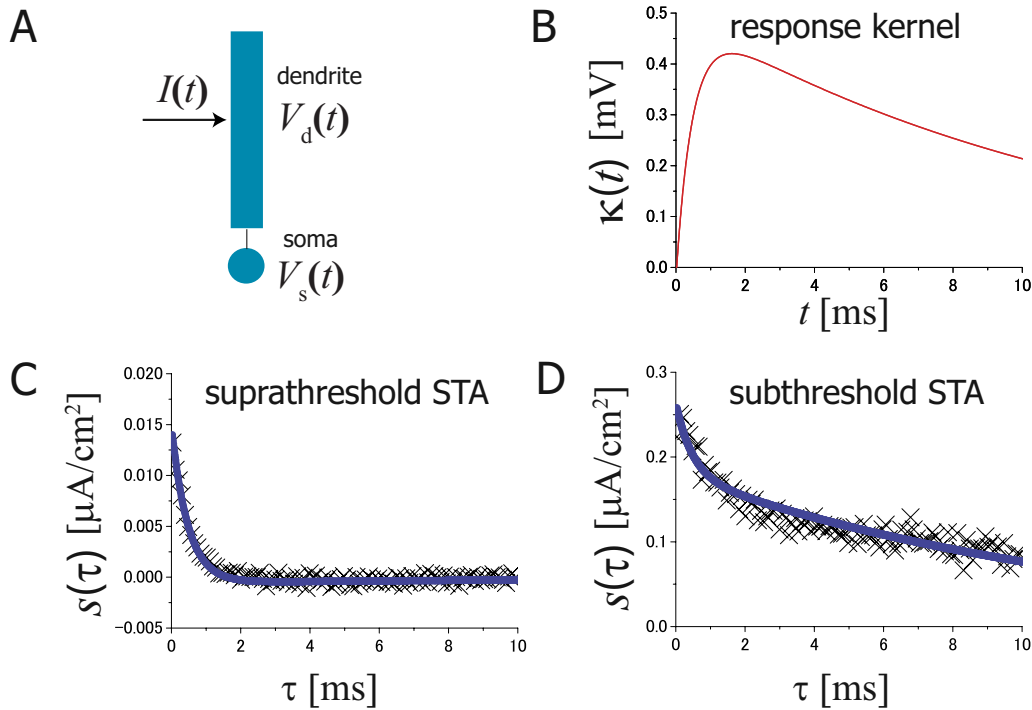 A
I(t)
dendrite
V_d(t)
soma
V_s(t)
B
response kernel
κ(t) [mV]
0.5
0.4
0.3
0.2
0.1
0.0
0 2 4 6 8 10
t [ms]
C
suprathreshold STA
s(τ) [μA/cm²]
0.020
0.015
0.010
0.005
0.000
−0.005
0 2 4 6 8 10
τ [ms]
D
subthreshold STA
s(τ) [μA/cm²]
0.3
0.2
0.1
0.0
0 2 4 6 8 10
τ [ms]